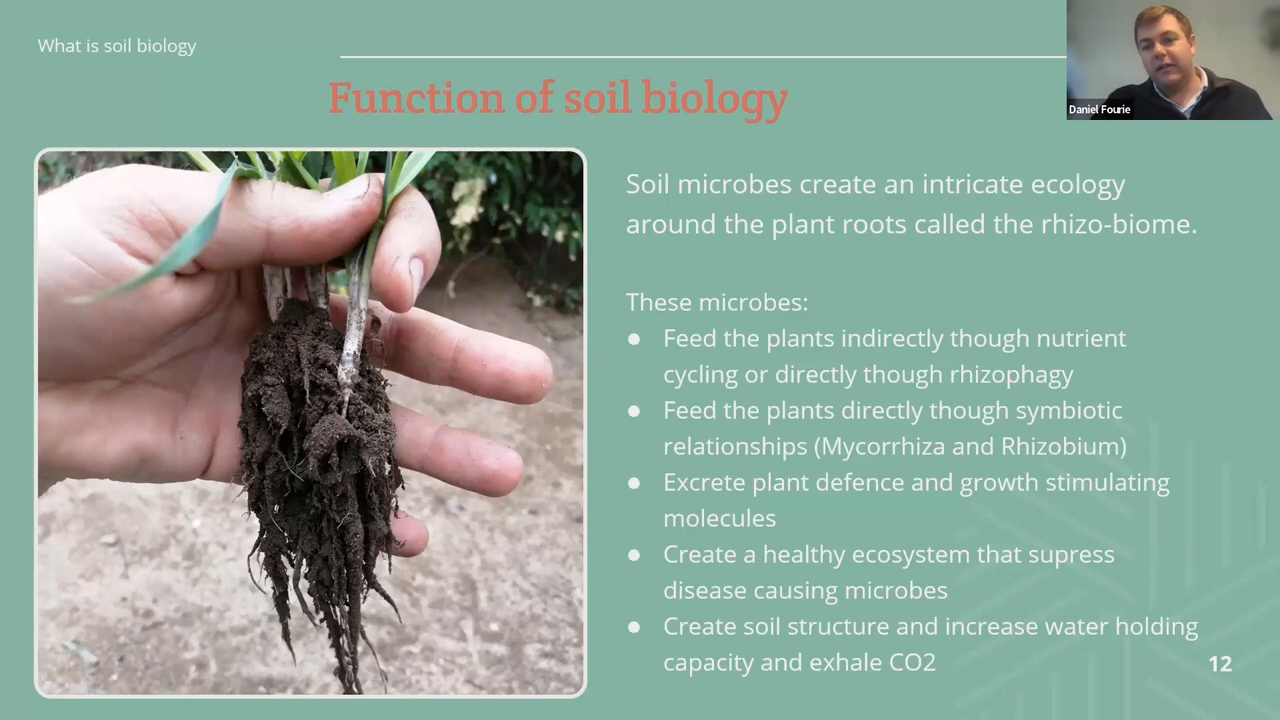 What is soil biology
Daniel Fourie
Function of soil biology
Soil microbes create an intricate ecology
around the plant roots called the rhizo-biome.
These microbes:
● Feed the plants indirectly though nutrient
cycling or directly though rhizophagy
● Feed the plants directly though symbiotic
relationships (Mycorrhiza and Rhizobium)
● Excrete plant defence and growth stimulating
molecules
● Create a healthy ecosystem that supress
disease causing microbes
● Create soil structure and increase water holding
capacity and exhale CO2
12